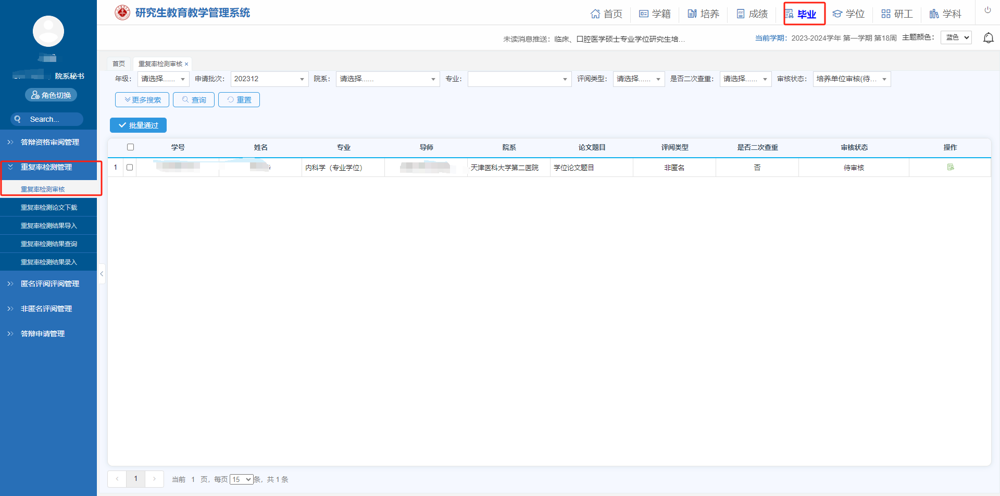 研究生教育教学管理系统
首页 学籍 培养 成绩 毕业 学位 研工 学科
未读消息推送：临床、口腔医学硕士专业学位研究生培...
当前学期：2023-2024学年 第一学期 第18周 主题颜色： 蓝色
院系秘书
角色切换
Search...
答辩资格审阅管理
重复率检测管理
重复率检测审核
重复率检测论文下载
重复率检测结果导入
重复率检测结果查询
重复率检测结果录入
匿名评阅评阅管理
非匿名评阅管理
答辩申请管理
首页 重复率检测审核 ×
年级： 请选择...... 申请批次： 202312 院系： 请选择...... 专业： 评阅类型： 请选择...... 是否二次查重： 请选择...... 审核状态： 培养单位审核(待...
更多搜索 查询 重置
批量通过
学号 姓名 专业 导师 院系 论文题目 评阅类型 是否二次查重 审核状态 操作
1 内科学（专业学位） 天津医科大学第二医院 学位论文题目 非匿名 否 待审核
< 1 > 当前 1 页，每页 15 条，共 1 条